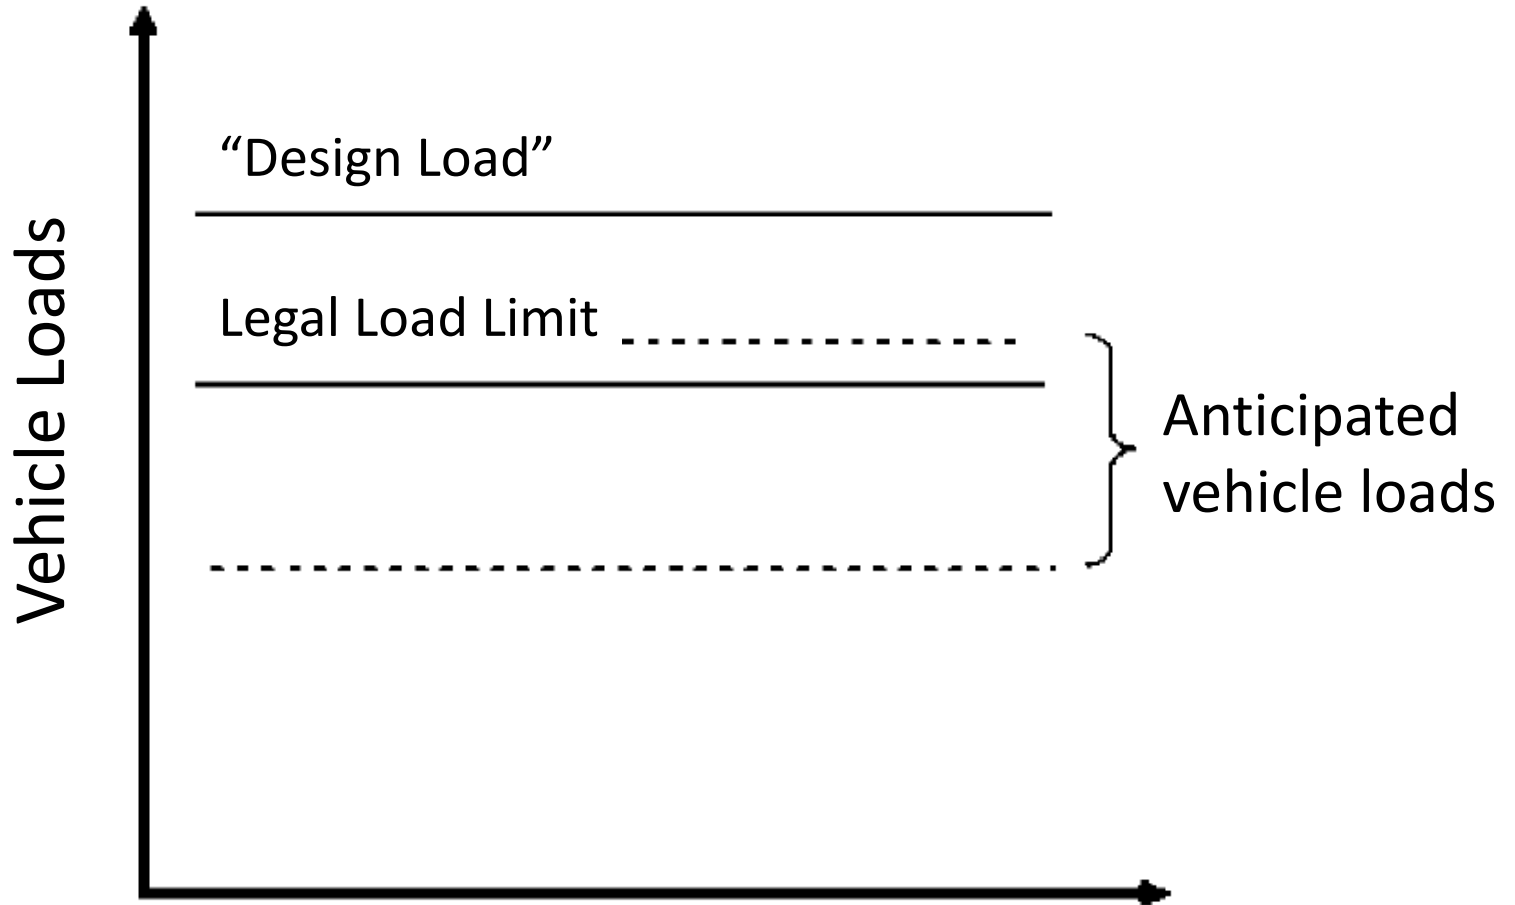 “Design Load”
Legal Load Limit
Vehicle Loads
Anticipated
vehicle loads